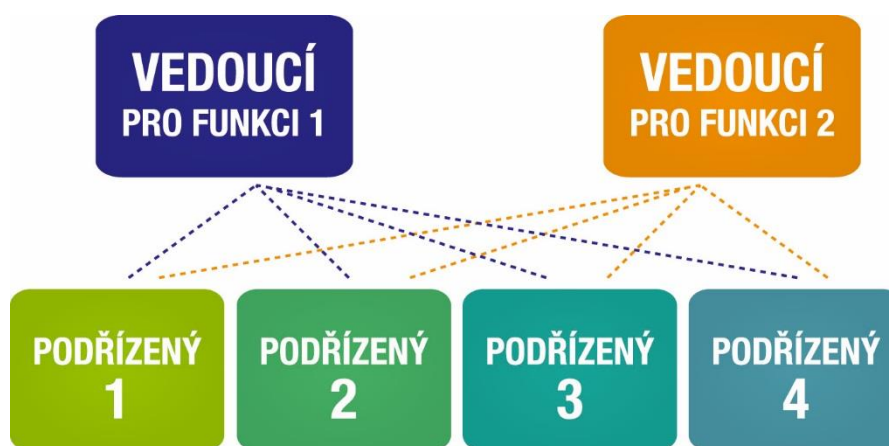 VEDOUCÍ
PRO FUNKCI 1
VEDOUCÍ
PRO FUNKCI 2
PODŘÍZENÝ
1
PODŘÍZENÝ
2
PODŘÍZENÝ
3
PODŘÍZENÝ
4